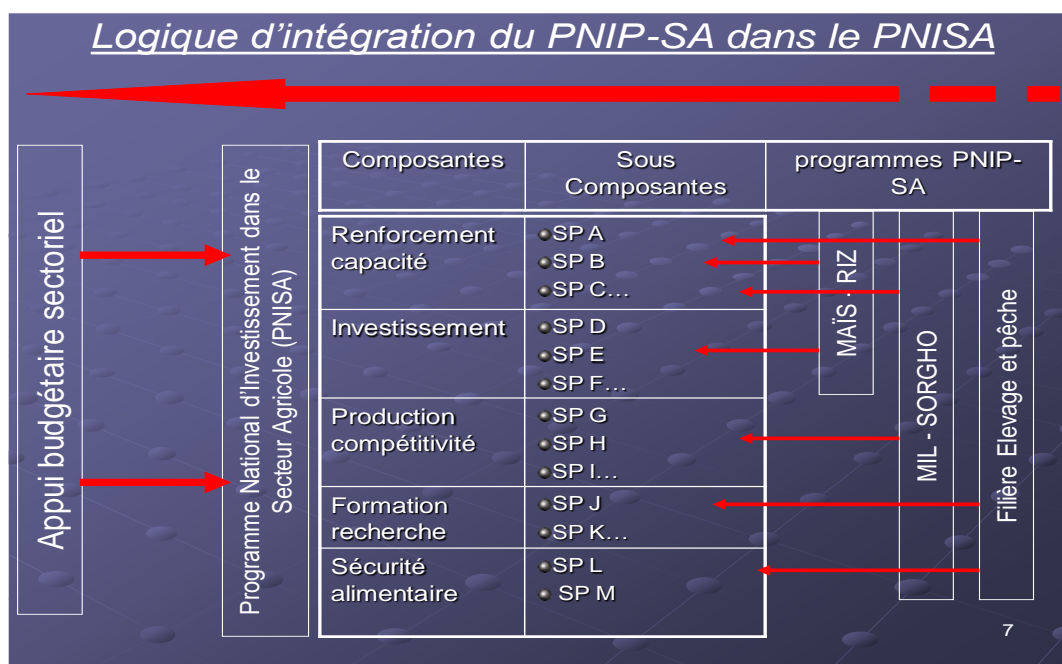 Logique d’intégration du PNIP-SA dans le PNISA
Appui budgétaire sectoriel
Programme National d’Investissement dans le
Secteur Agricole (PNISA)
Composantes
Sous
Composantes
programmes PNIP-
SA
Renforcement
capacité
SP A
SP B
SP C…
Investissement
SP D
SP E
SP F…
Production
compétitivité
SP G
SP H
SP I…
Formation
recherche
SP J
SP K…
Sécurité
alimentaire
SP L
SP M
MAÏS - RIZ
MIL - SORGHO
Filière Elevage et pêche
7